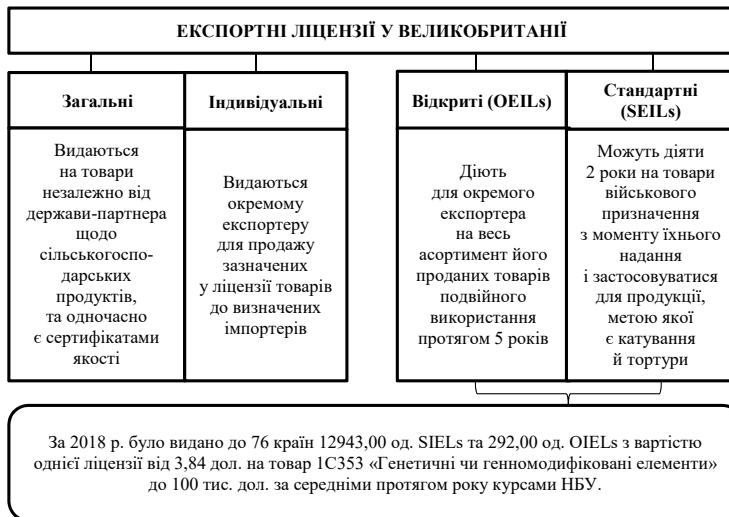 ЕКСПОРТНІ ЛІЦЕНЗІЇ У ВЕЛИКОБРИТАНІЇ
Загальні
Видаються
на товари
незалежно від
держави-партнера
щодо
сільськогоспо-
дарських
продуктів,
та одночасно
є сертифікатами
якості
Індивідуальні
Видаються
окремому
експортеру
для продажу
зазначених
у ліцензії товарів
до визначених
імпортерів
Відкриті (OEILs)
Діють
для окремого
експортера
на весь
асортимент його
проданих товарів
подвійного
використання
протягом 5 років
Стандартні
(SEILs)
Можуть діяти
2 роки на товари
військового
призначення
з моменту їхнього
надання
і застосовуватися
для продукції,
метою якої
є катування
й тортури
За 2018 р. було видано до 76 країн 12943,00 од. SIELs та 292,00 од. OIELs з вартістю
однієї ліцензії від 3,84 дол. на товар 1С353 «Генетичні чи генномодифіковані елементи»
до 100 тис. дол. за середніми протягом року курсами НБУ.